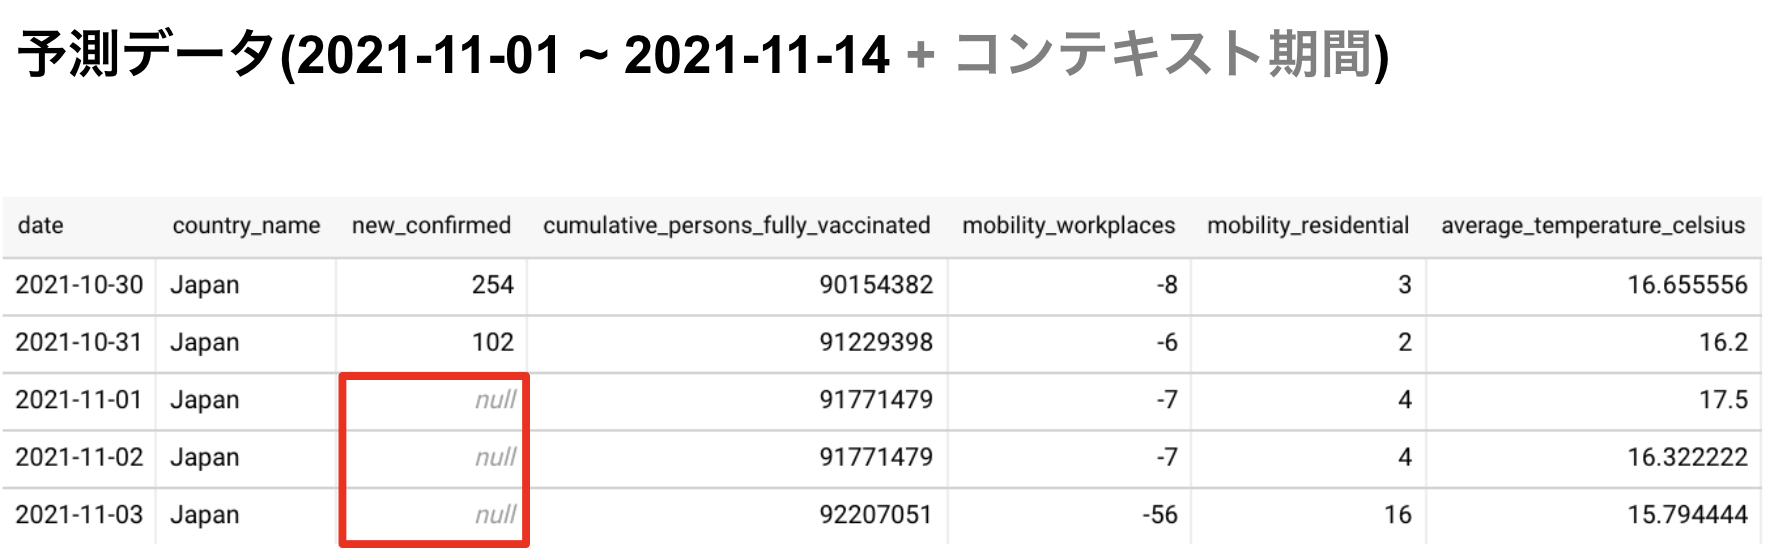 予測データ(2021-11-01 ~ 2021-11-14 + コンテキスト期間)
date country_name new_confirmed cumulative_persons_fully_vaccinated mobility_workplaces mobility_residential average_temperature_celsius
2021-10-30 Japan 254 90154382 -8 3 16.655556
2021-10-31 Japan 102 91229398 -6 2 16.2
2021-11-01 Japan null 91771479 -7 4 17.5
2021-11-02 Japan null 91771479 -7 4 16.322222
2021-11-03 Japan null 92207051 -56 16 15.794444